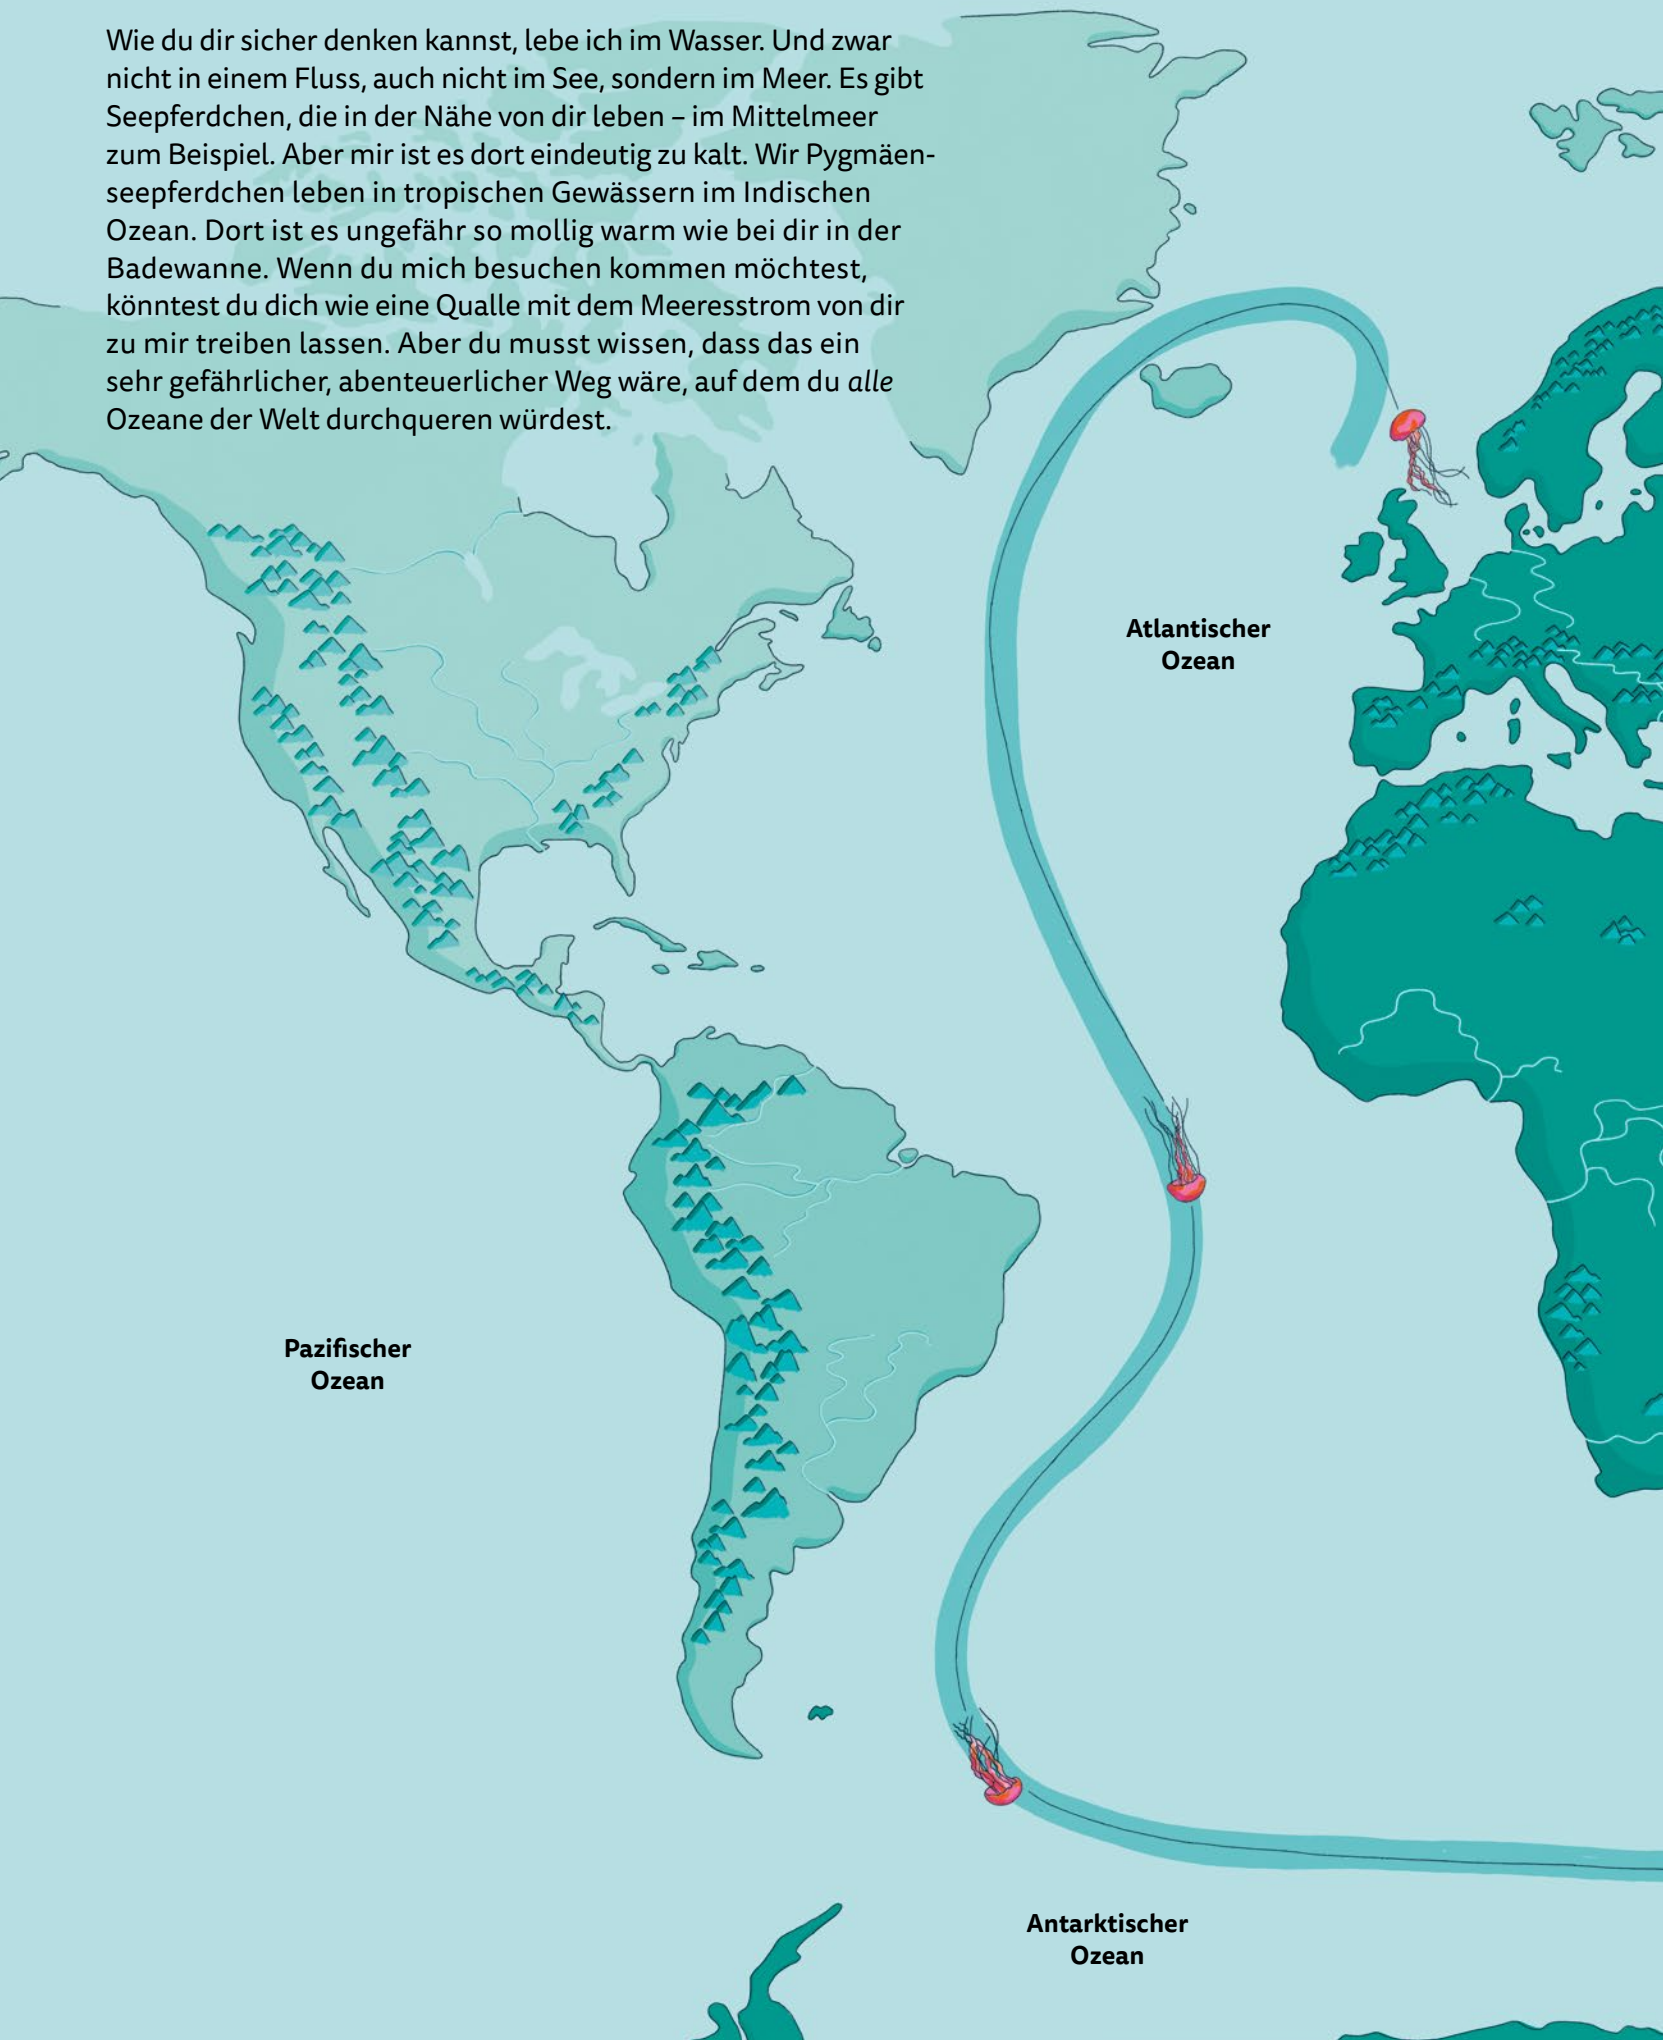 Wie du dir sicher denken kannst, lebe ich im Wasser. Und zwar
nicht in einem Fluss, auch nicht im See, sondern im Meer. Es gibt
Seepferdchen, die in der Nähe von dir leben – im Mittelmeer
zum Beispiel. Aber mir ist es dort eindeutig zu kalt. Wir Pygmäen-
seepferdchen leben in tropischen Gewässern im Indischen
Ozean. Dort ist es ungefähr so mollig warm wie bei dir in der
Badewanne. Wenn du mich besuchen kommen möchtest,
könntest du dich wie eine Qualle mit dem Meeresstrom von dir
zu mir treiben lassen. Aber du musst wissen, dass das ein
sehr gefährlicher, abenteuerlicher Weg wäre, auf dem du alle
Ozeane der Welt durchqueren würdest.
Atlantischer
Ozean
Pazifischer
Ozean
Antarktischer
Ozean